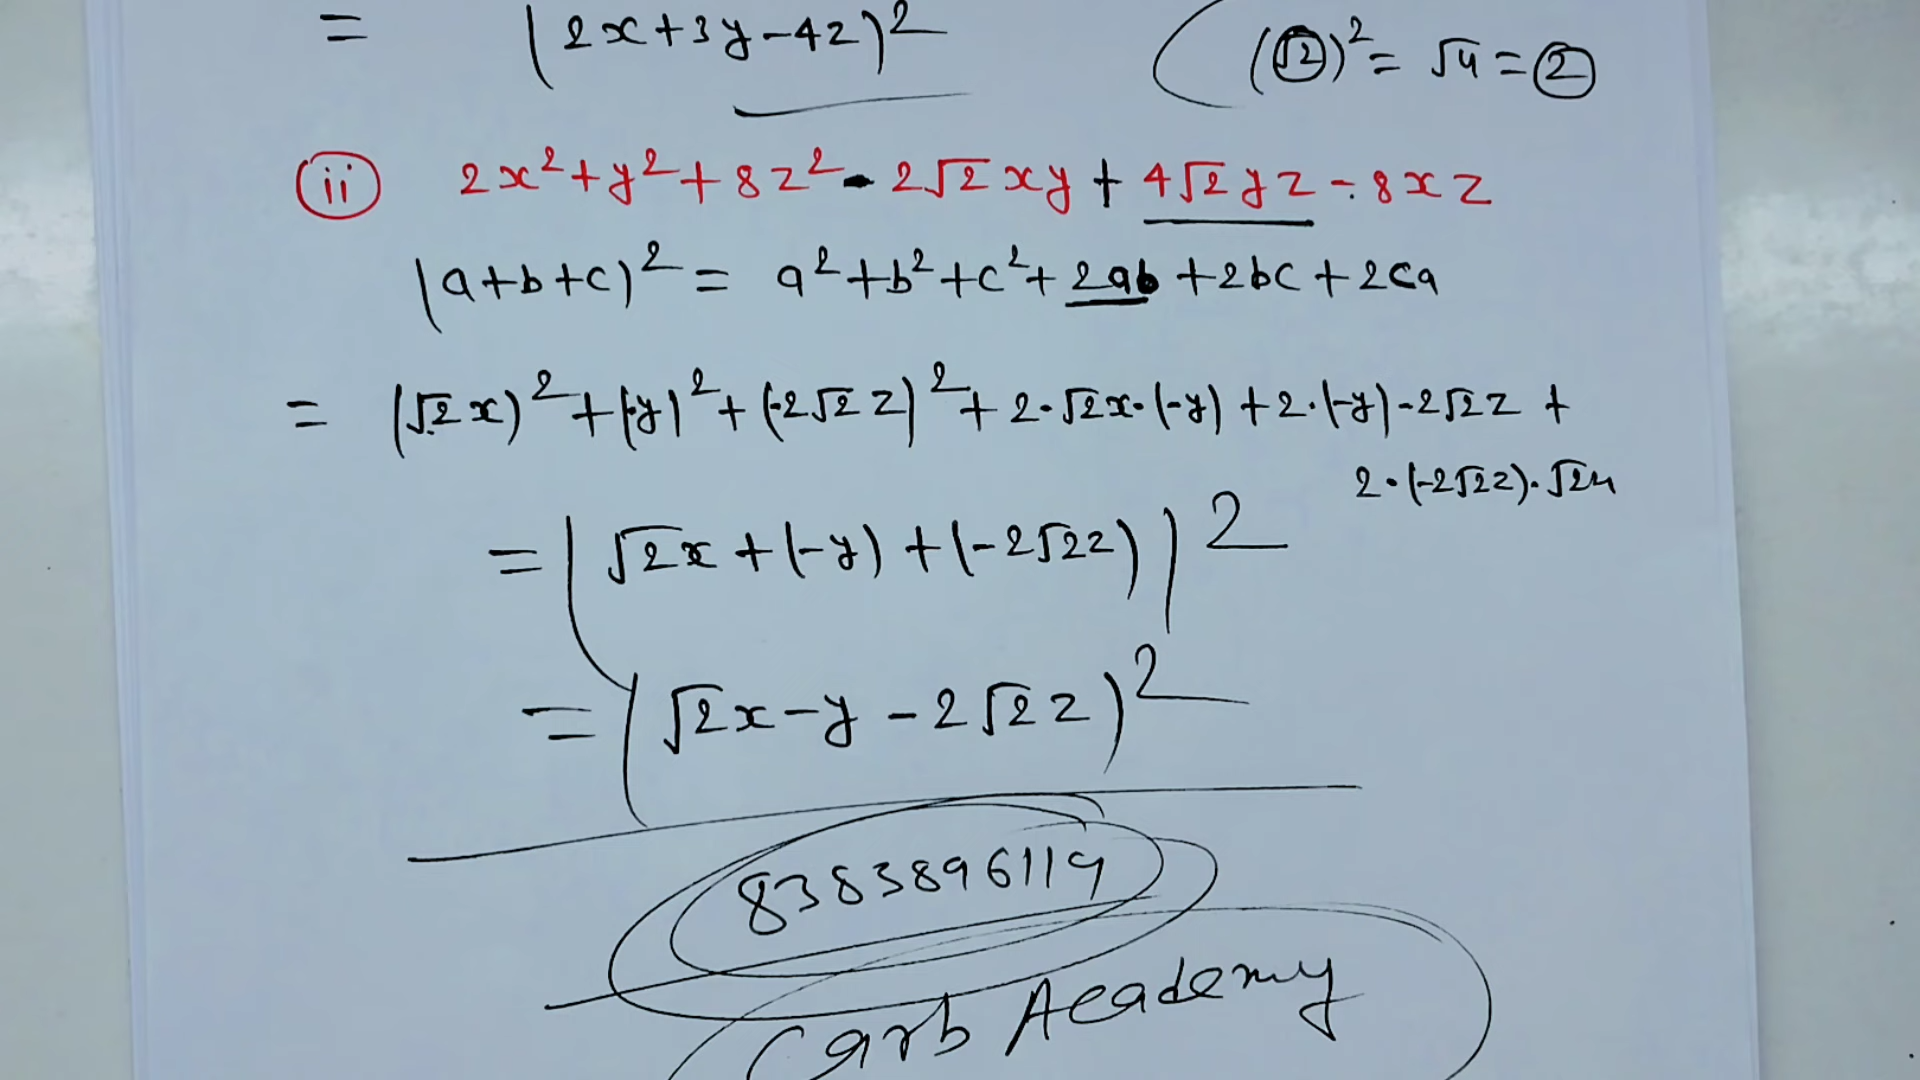 = (2x+3y-4z)²
(√2)² = √4 = 2
(ii) 2x²+y²+8z²-2√2xy+4√2yz-8xz
(a+b+c)² = a²+b²+c²+2ab+2bc+2ca
= (√2x)²+(-y)²+(-2√2z)²+2·√2x·(-y)+2·(-y)-2√2z+
2·(-2√2z)·√2x
= (√2x+(-y)+(-2√2z))²
= (√2x-y-2√2z)²
8383896119
Carb Academy